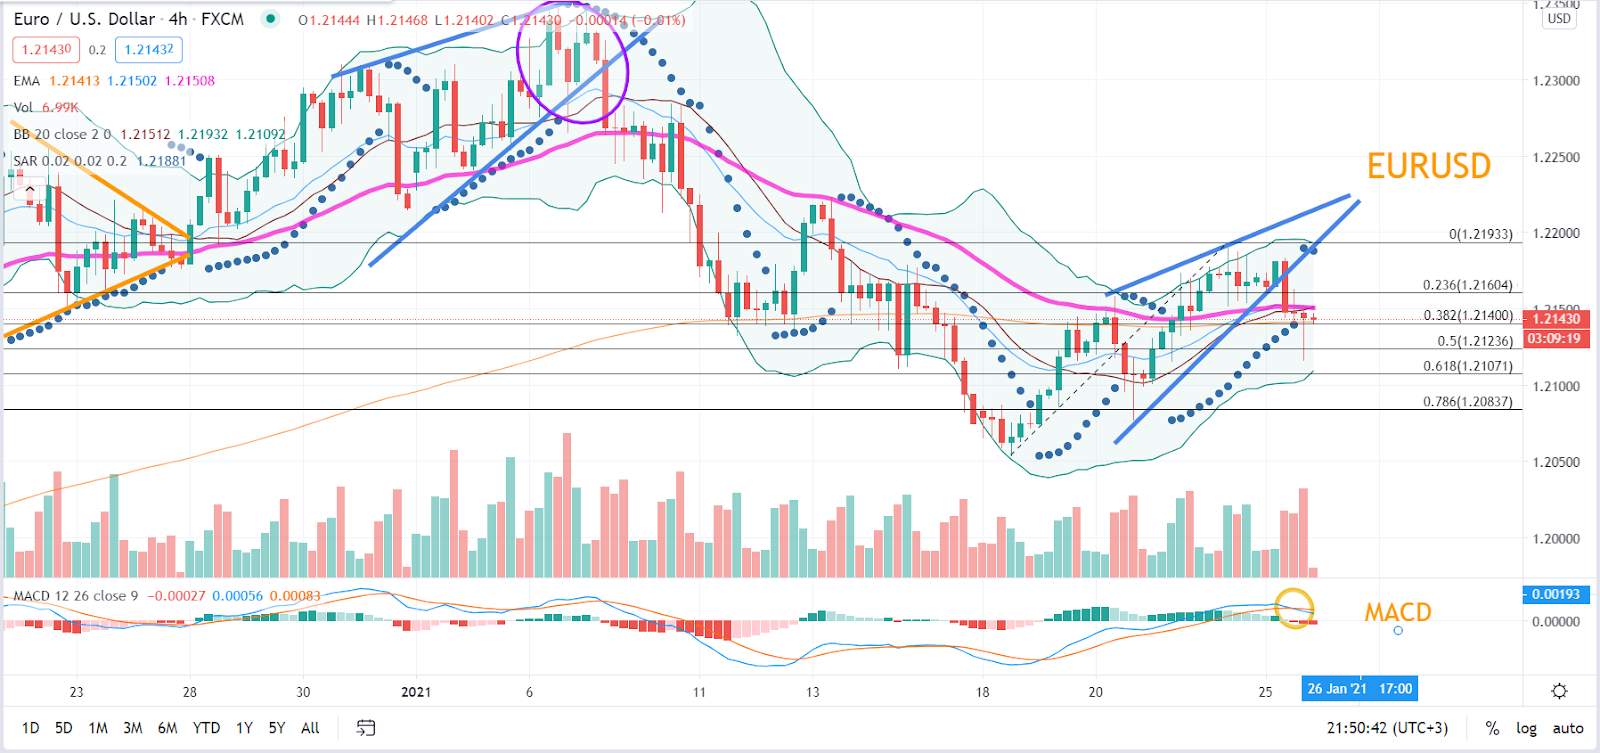 Euro / U.S. Dollar · 4h · FXCM O1.21444 H1.21468 L1.21402 C1.21430 −0.00014 (−0.01%)
1.21430 0.2 1.21432
EMA 1.21413 1.21502 1.21508
Vol 6.99K
BB 20 close 2 0 1.21512 1.21932 1.21092
SAR 0.02 0.02 0.2 1.21881
EURUSD
1.23500
USD
1.23000
1.22500
1.22000
1.21500
1.21430
03:09:19
1.21000
1.20500
1.20000
0(1.21933)
0.236(1.21604)
0.382(1.21400)
0.5(1.21236)
0.618(1.21071)
0.786(1.20837)
MACD 12 26 close 9 −0.00027 0.00056 0.00083
MACD
0.00193
0.00000
23 28 30 2021 6 11 13 18 20 25 26 Jan '21 17:00
1D 5D 1M 3M 6M YTD 1Y 5Y All 21:50:42 (UTC+3) % log auto